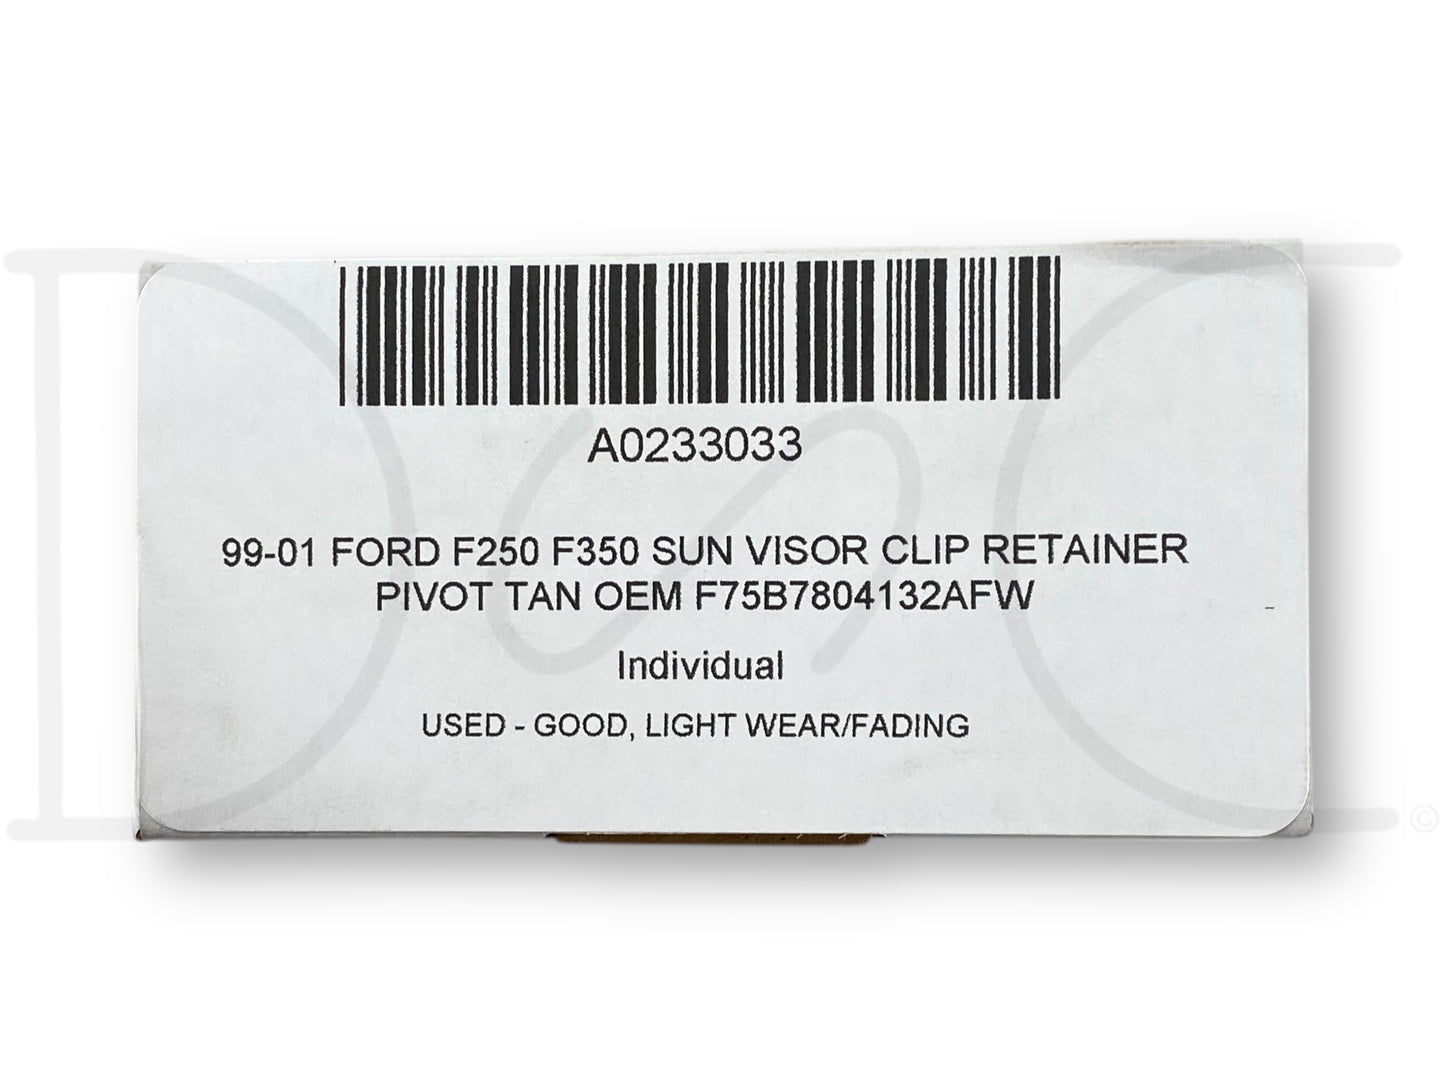 A0233033
99-01 FORD F250 F350 SUN VISOR CLIP RETAINER
PIVOT TAN OEM F75B7804132AFW
Individual
USED - GOOD, LIGHT WEAR/FADING
©